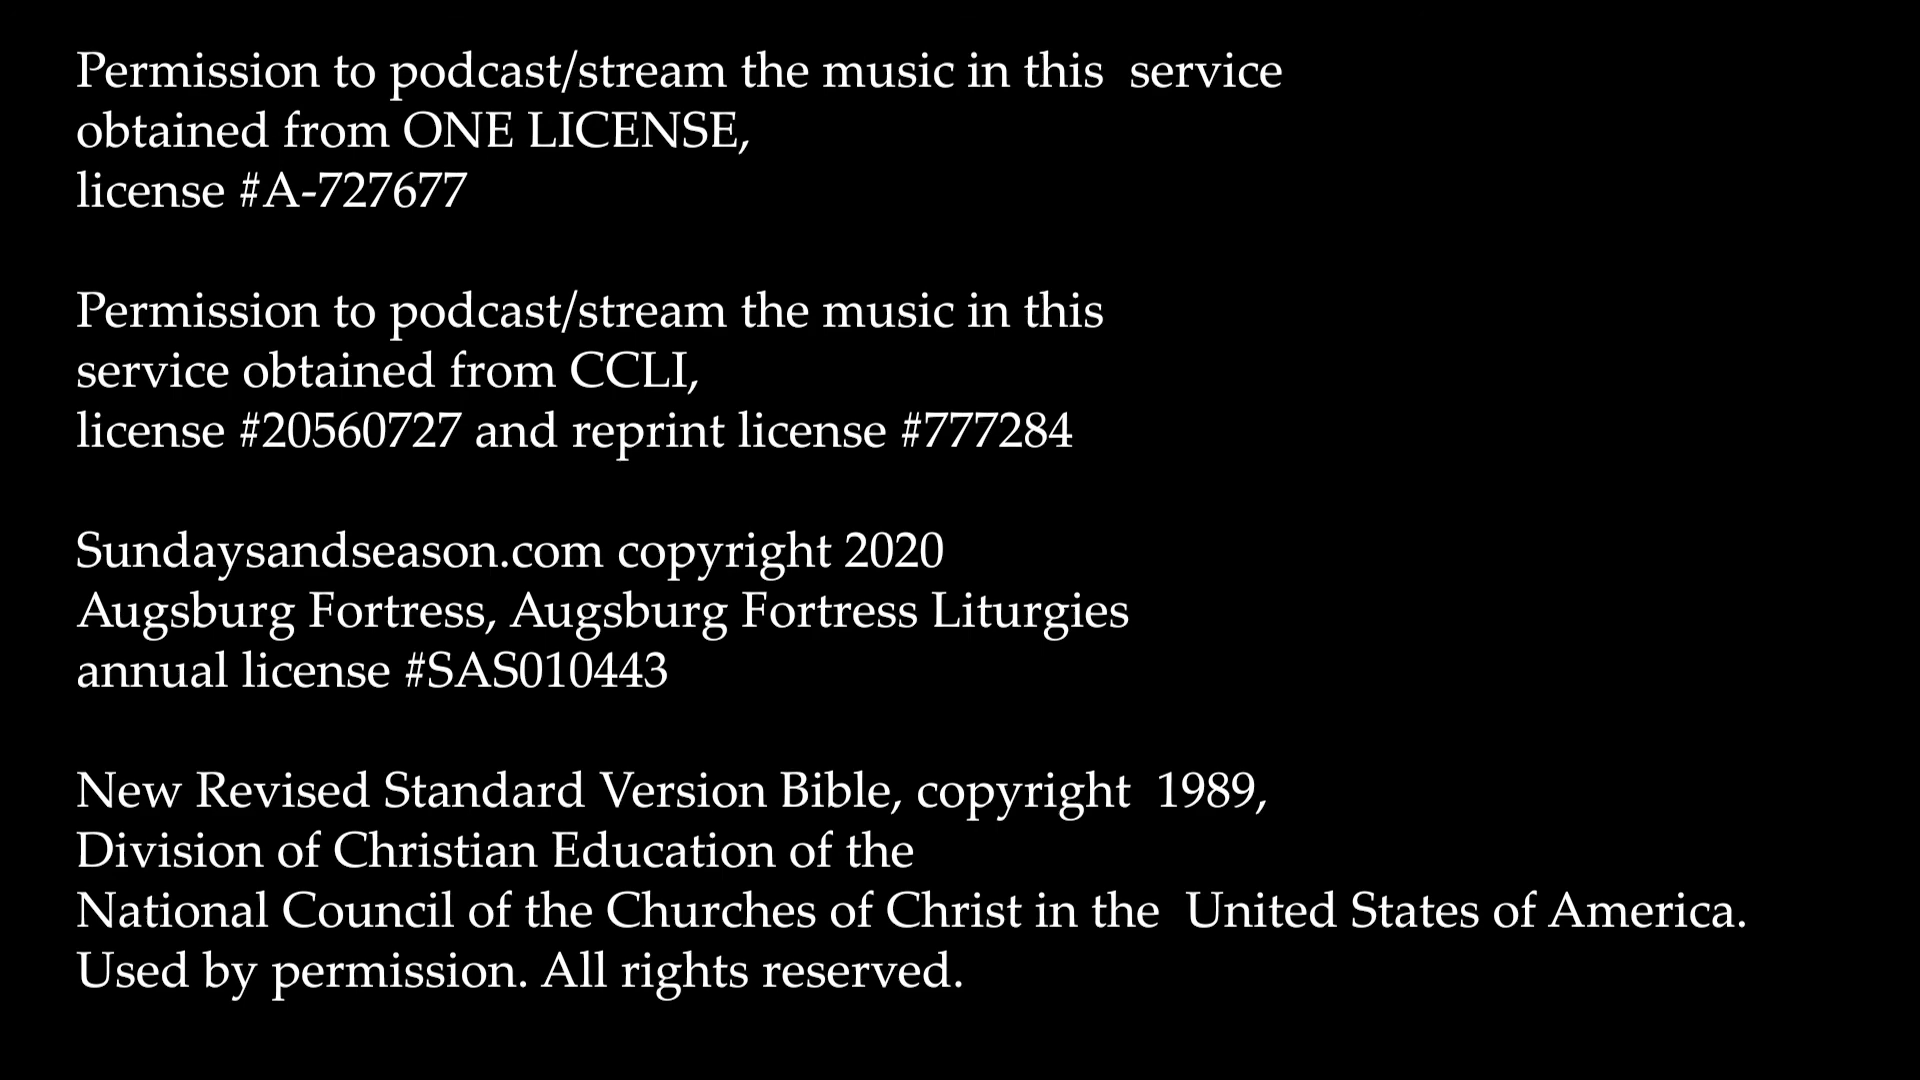 Permission to podcast/stream the music in this  service
obtained from ONE LICENSE,
license #A-727677
Permission to podcast/stream the music in this
service obtained from CCLI,
license #20560727 and reprint license #777284
Sundaysandseason.com copyright 2020
Augsburg Fortress, Augsburg Fortress Liturgies
annual license #SAS010443
New Revised Standard Version Bible, copyright  1989,
Division of Christian Education of the
National Council of the Churches of Christ in the  United States of America.
Used by permission. All rights reserved.